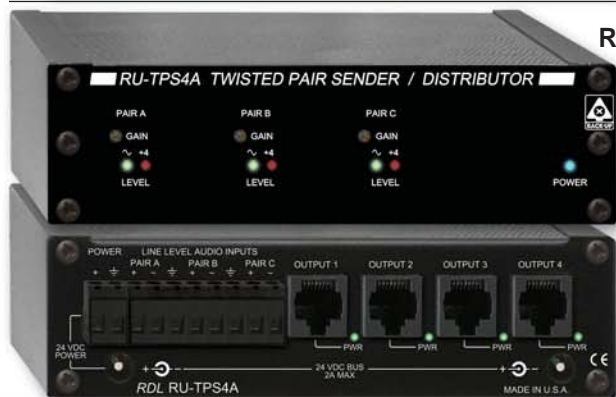 R
RU-TPS4A TWISTED PAIR SENDER / DISTRIBUTOR
PAIR A PAIR B PAIR C
GAIN GAIN GAIN
+4 +4 +4
LEVEL LEVEL LEVEL
POWER
RACK-UP
POWER LINE LEVEL AUDIO INPUTS
PAIR A PAIR B PAIR C
+ + − + − + −
OUTPUT 1 OUTPUT 2 OUTPUT 3 OUTPUT 4
PWR PWR PWR PWR
24 VDC
POWER
+ − 24 VDC BUS + −
2A MAX
RDL RU-TPS4A
MADE IN U.S.A.
CE